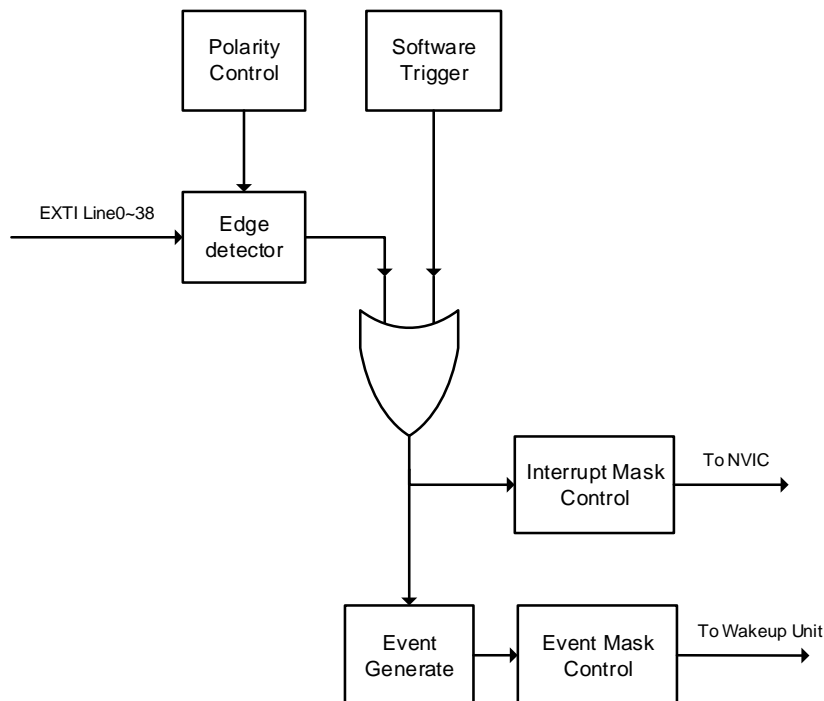 Polarity
Control
Software
Trigger
EXTI Line0~38
Edge
detector
Interrupt Mask
Control
To NVIC
Event
Generate
Event Mask
Control
To Wakeup Unit